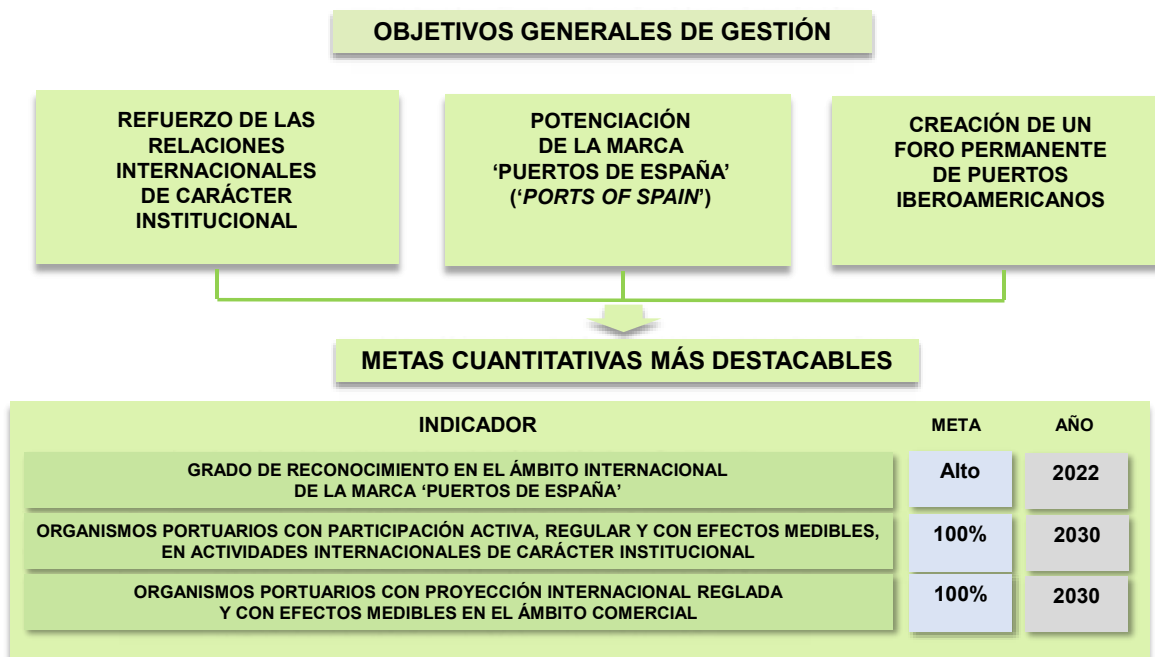 OBJETIVOS GENERALES DE GESTIÓN
REFUERZO DE LAS
RELACIONES
INTERNACIONALES
DE CARÁCTER
INSTITUCIONAL
POTENCIACIÓN
DE LA MARCA
‘PUERTOS DE ESPAÑA’
(‘PORTS OF SPAIN’)
CREACIÓN DE UN
FORO PERMANENTE
DE PUERTOS
IBEROAMERICANOS
METAS CUANTITATIVAS MÁS DESTACABLES
INDICADOR META AÑO
GRADO DE RECONOCIMIENTO EN EL ÁMBITO INTERNACIONAL
DE LA MARCA ‘PUERTOS DE ESPAÑA’
Alto 2022
ORGANISMOS PORTUARIOS CON PARTICIPACIÓN ACTIVA, REGULAR Y CON EFECTOS MEDIBLES,
EN ACTIVIDADES INTERNACIONALES DE CARÁCTER INSTITUCIONAL
100% 2030
ORGANISMOS PORTUARIOS CON PROYECCIÓN INTERNACIONAL REGLADA
Y CON EFECTOS MEDIBLES EN EL ÁMBITO COMERCIAL
100% 2030